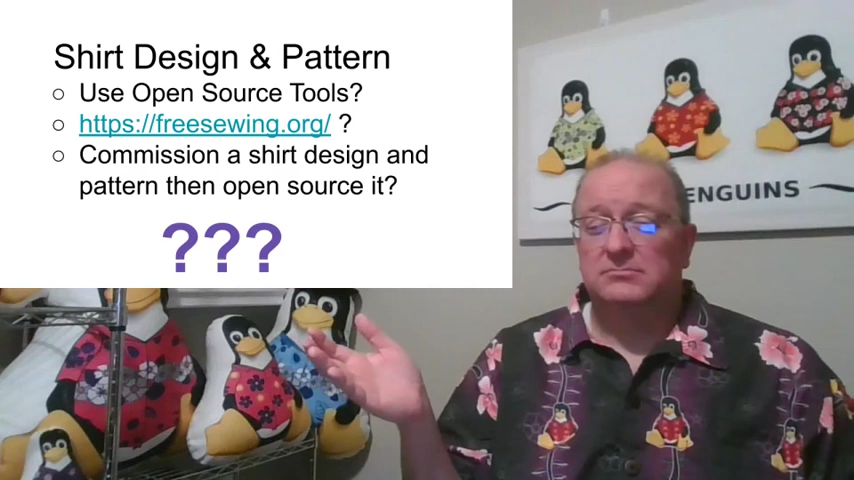 Shirt Design & Pattern
○ Use Open Source Tools?
○ https://freesewing.org/ ?
○ Commission a shirt design and
pattern then open source it?
???
ENGUINS